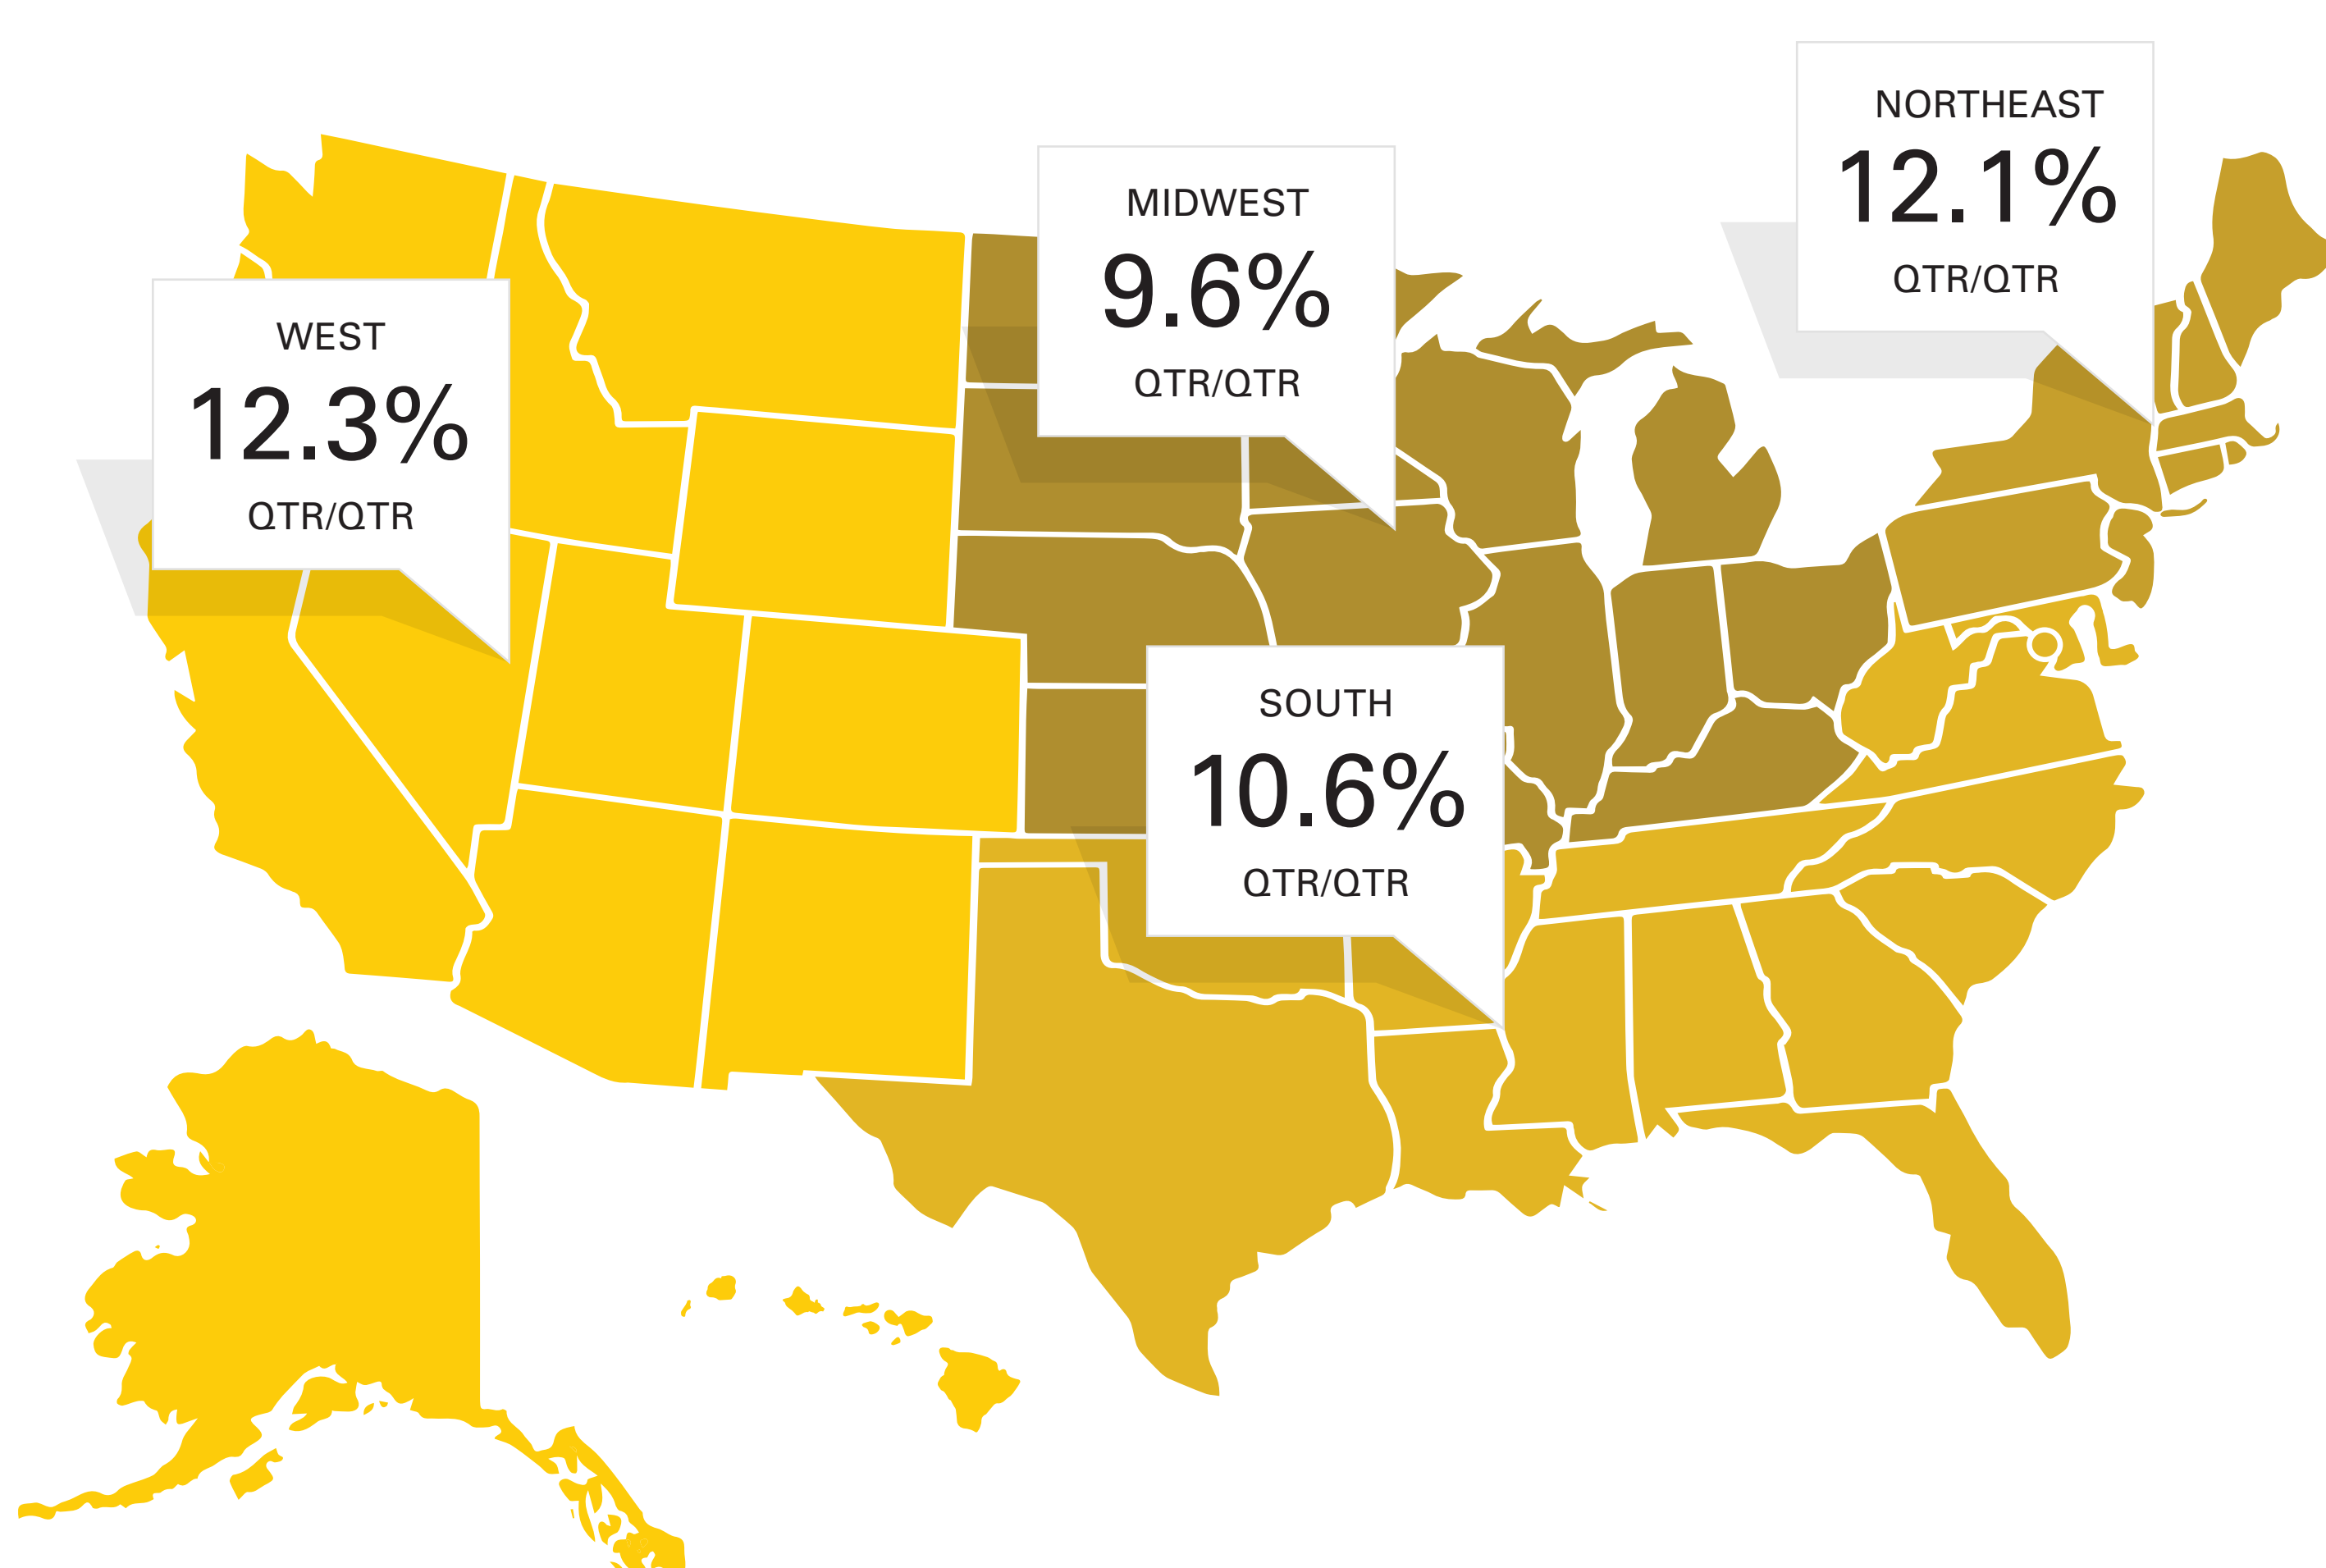 NORTHEAST
12.1%
QTR/QTR
MIDWEST
9.6%
QTR/QTR
WEST
12.3%
QTR/QTR
SOUTH
10.6%
QTR/QTR